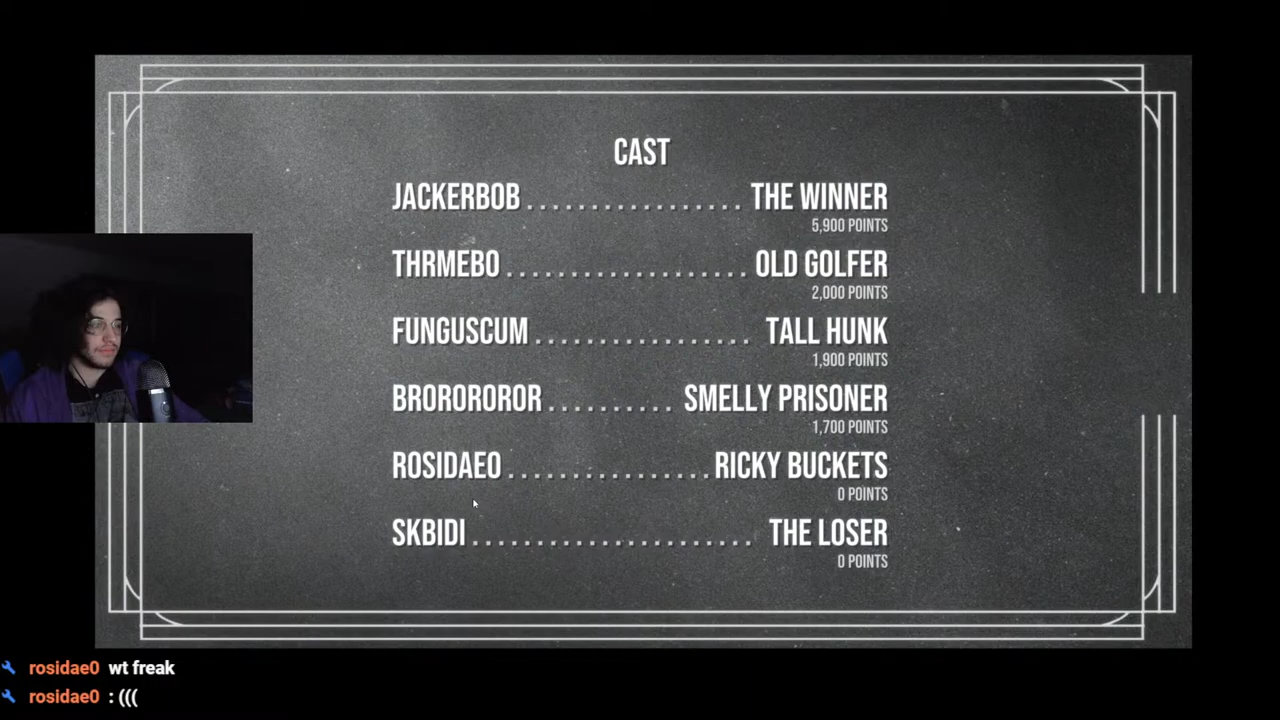 CAST
JACKERBOB ................. THE WINNER
5,900 POINTS
THRMEBO ................... OLD GOLFER
2,000 POINTS
FUNGUSCUM ................. TALL HUNK
1,900 POINTS
BROROROROR .......... SMELLY PRISONER
1,700 POINTS
ROSIDAEO ................ RICKY BUCKETS
0 POINTS
SKBIDI ...................... THE LOSER
0 POINTS
rosidae0 wt freak
rosidae0 : (((